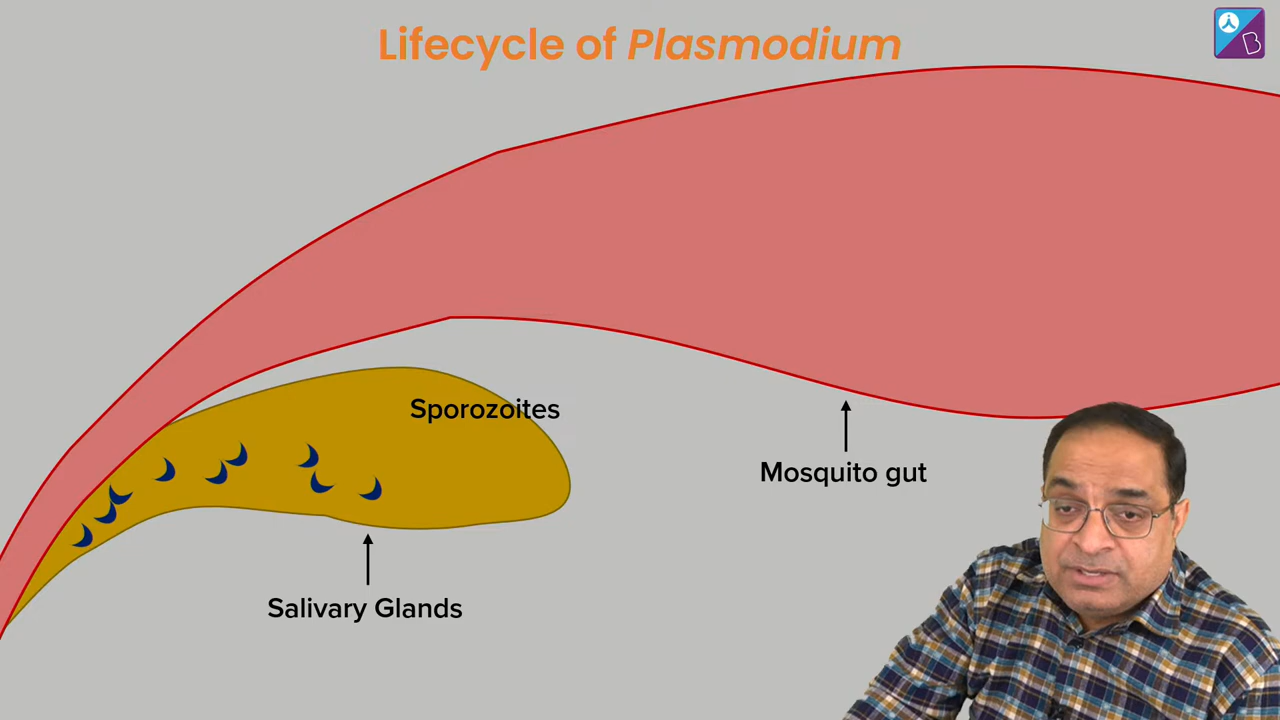 Lifecycle of Plasmodium
Sporozoites
Mosquito gut
Salivary Glands